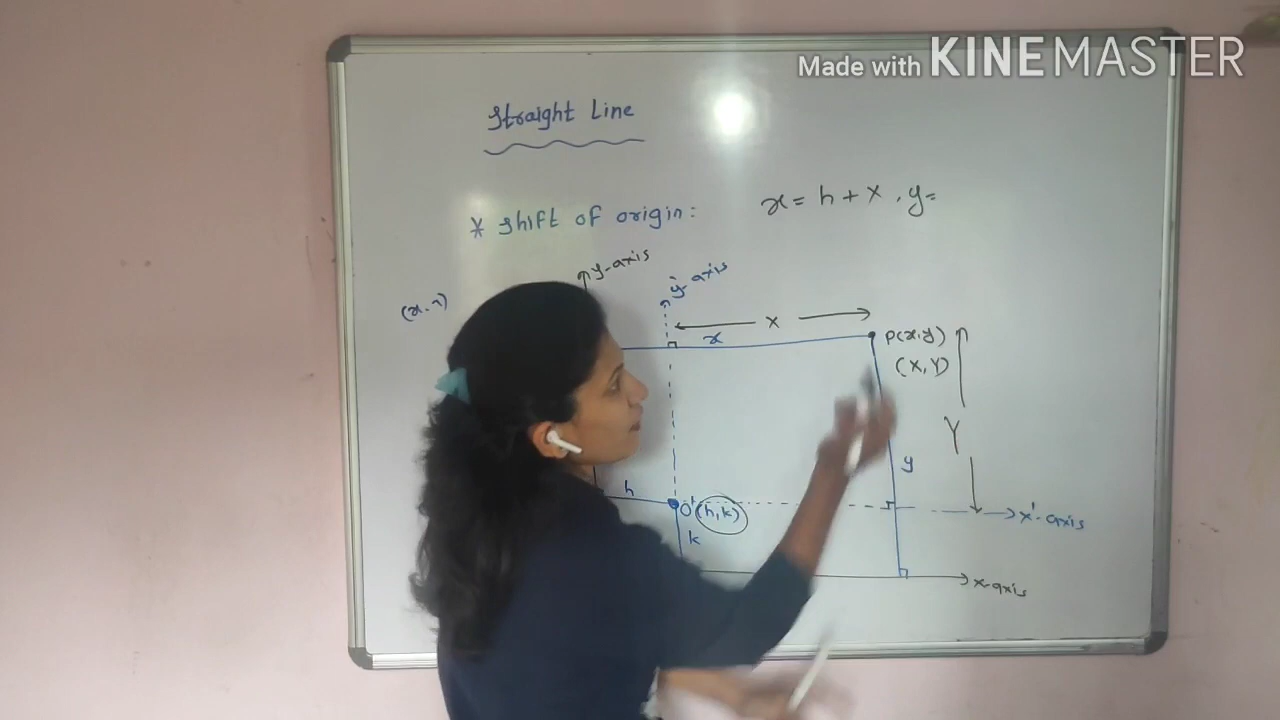 Made with KINEMASTER
Straight Line
* Shift of origin: x = h + X, y=
y-axis
y'-axis
X
x
P(x,y)
(X,Y)
Y
y
h
O'(h,k)
k
x'-axis
x-axis